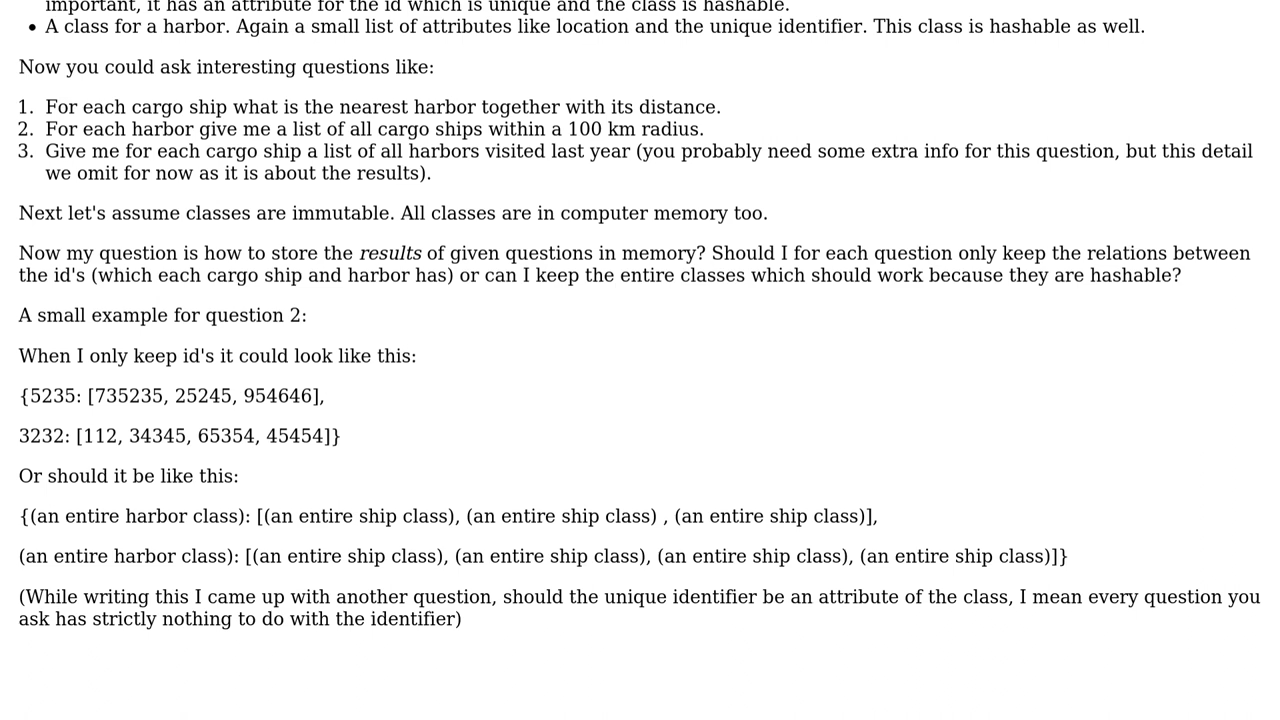 important, it has an attribute for the id which is unique and the class is hashable.
• A class for a harbor. Again a small list of attributes like location and the unique identifier. This class is hashable as well.
Now you could ask interesting questions like:
1. For each cargo ship what is the nearest harbor together with its distance.
2. For each harbor give me a list of all cargo ships within a 100 km radius.
3. Give me for each cargo ship a list of all harbors visited last year (you probably need some extra info for this question, but this detail
we omit for now as it is about the results).
Next let's assume classes are immutable. All classes are in computer memory too.
Now my question is how to store the results of given questions in memory? Should I for each question only keep the relations between
the id's (which each cargo ship and harbor has) or can I keep the entire classes which should work because they are hashable?
A small example for question 2:
When I only keep id's it could look like this:
{5235: [735235, 25245, 954646],
3232: [112, 34345, 65354, 45454]}
Or should it be like this:
{(an entire harbor class): [(an entire ship class), (an entire ship class) , (an entire ship class)],
(an entire harbor class): [(an entire ship class), (an entire ship class), (an entire ship class), (an entire ship class)]}
(While writing this I came up with another question, should the unique identifier be an attribute of the class, I mean every question you
ask has strictly nothing to do with the identifier)